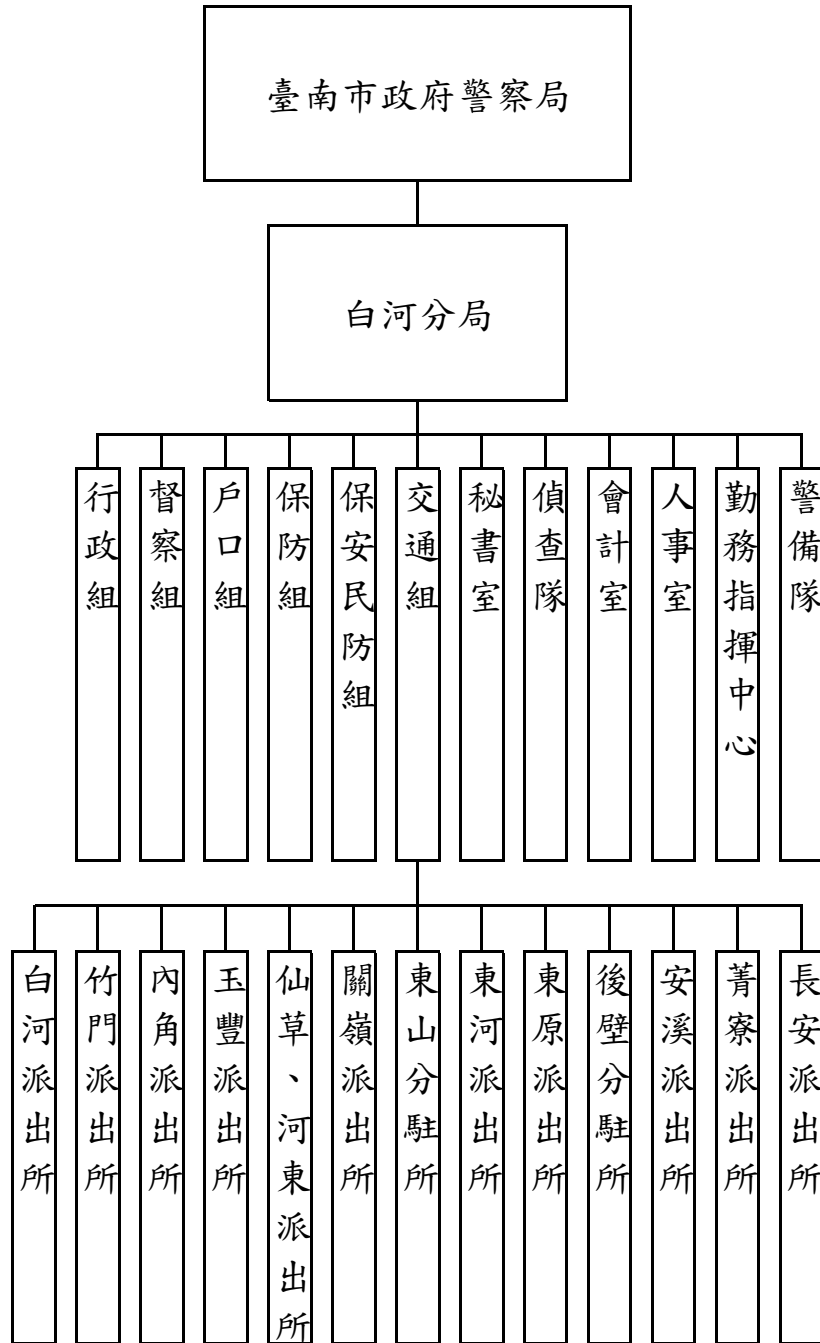 臺南市政府警察局
白河分局
行政組
督察組
戶口組
保防組
保安民防組
交通組
秘書室
偵查隊
會計室
人事室
勤務指揮中心
警備隊
白河派出所
竹門派出所
內角派出所
玉豐派出所
仙草、河東派出所
關嶺派出所
東山分駐所
東河派出所
東原派出所
後壁分駐所
安溪派出所
菁寮派出所
長安派出所